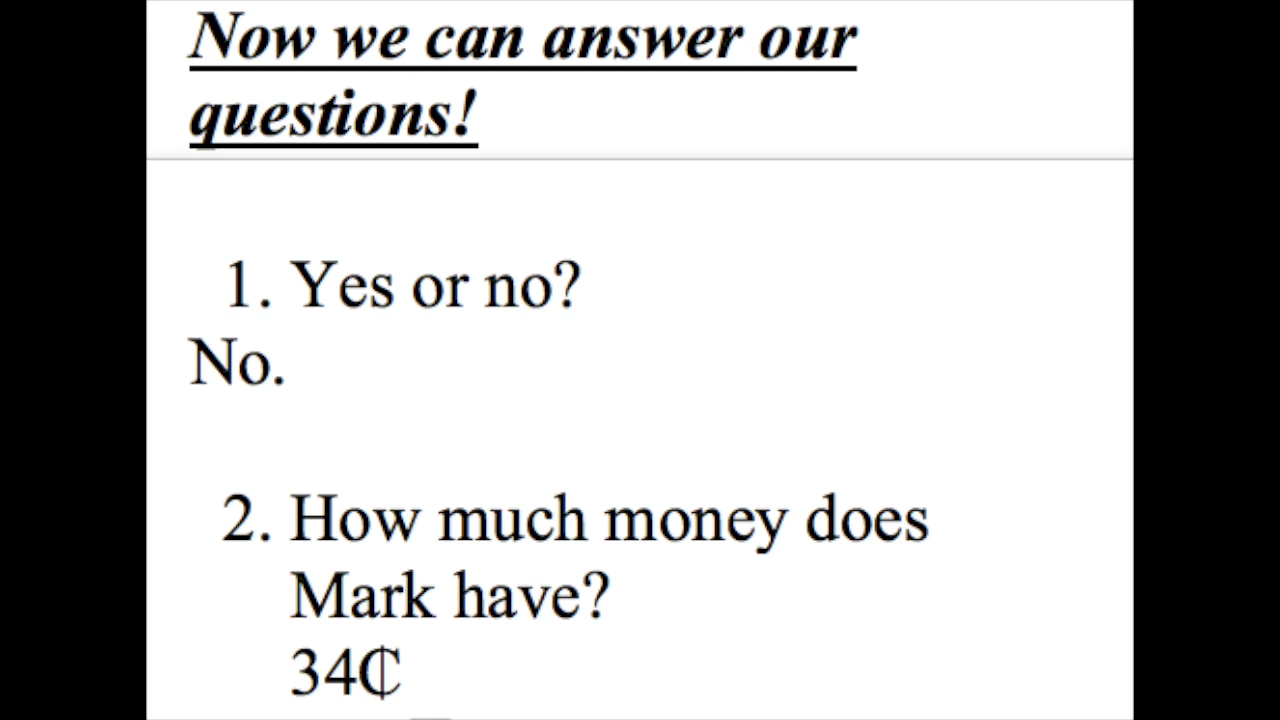 Now we can answer our
questions!
1. Yes or no?
No.
2. How much money does
Mark have?
34₵